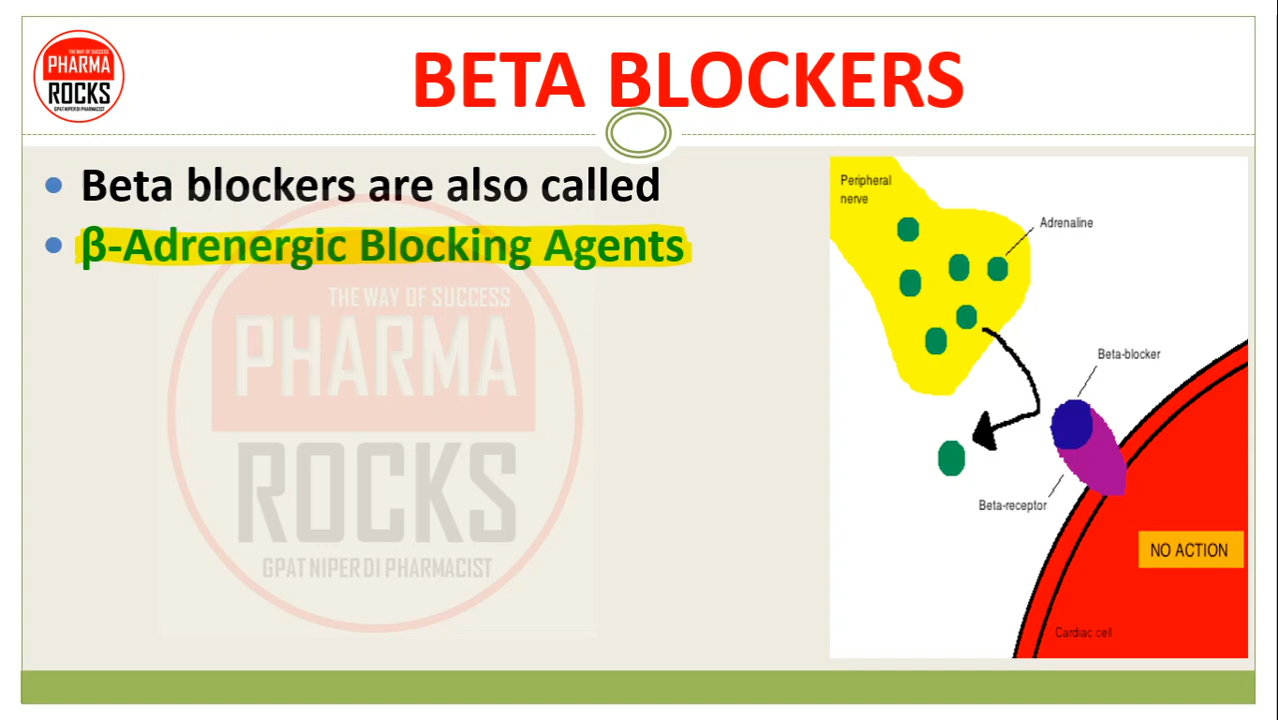 THE WAY OF SUCCESS
PHARMA
ROCKS
GPAT NIPER DI PHARMACIST
BETA BLOCKERS
• Beta blockers are also called
• β-Adrenergic Blocking Agents
THE WAY OF SUCCESS
PHARMA
ROCKS
GPAT NIPER DI PHARMACIST
Peripheral
nerve
Adrenaline
Beta-blocker
Beta-receptor
NO ACTION
Cardiac cell